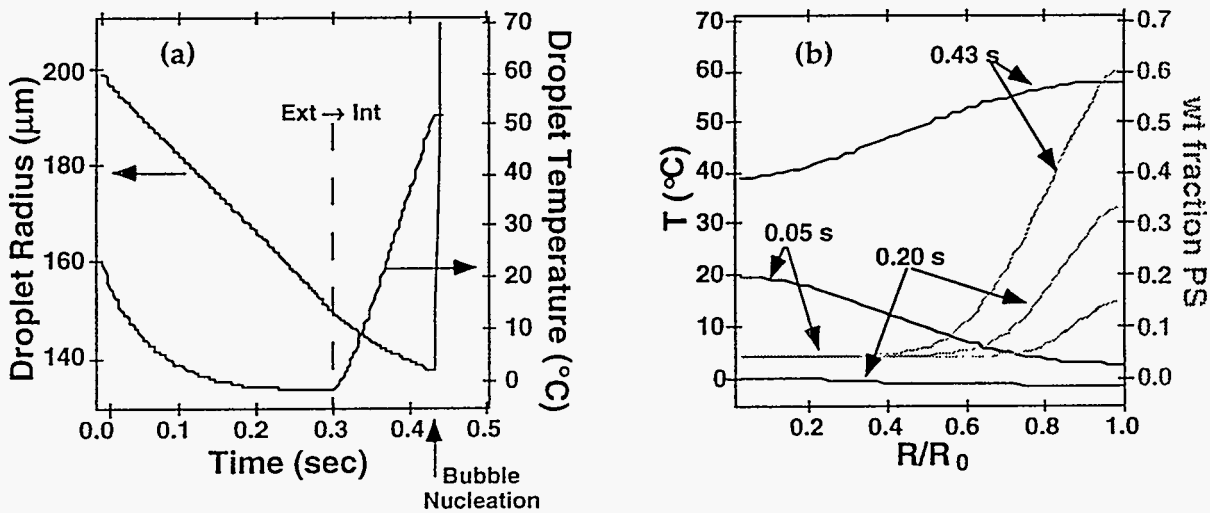 (a)
Droplet Radius (μm)
200
180
160
140
Ext → Int
70
60
50
40
30
20
10
0
Droplet Temperature (°C)
0.0 0.1 0.2 0.3 0.4 0.5
Time (sec)
Bubble
Nucleation
(b)
T (°C)
70
60
50
40
30
20
10
0
0.43 s
0.05 s
0.20 s
0.7
0.6
0.5
0.4
0.3
0.2
0.1
0.0
wt fraction PS
0.2 0.4 0.6 0.8 1.0
R/R₀